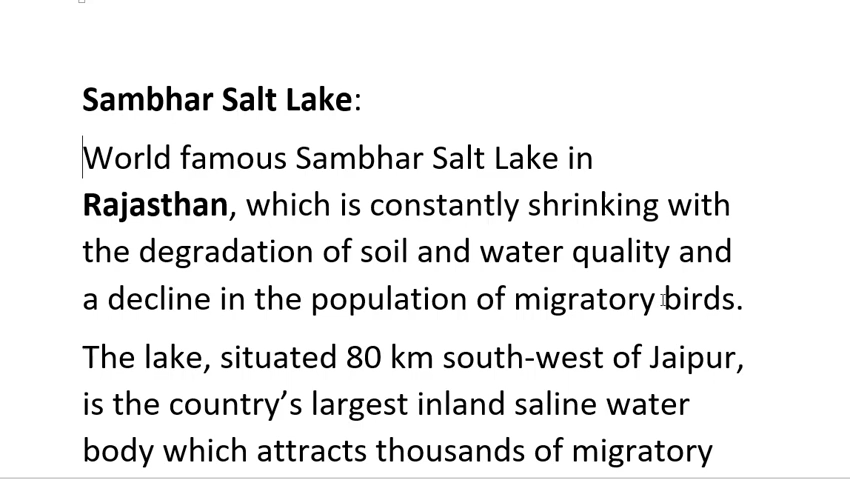 Sambhar Salt Lake:
World famous Sambhar Salt Lake in
Rajasthan, which is constantly shrinking with
the degradation of soil and water quality and
a decline in the population of migratory birds.
The lake, situated 80 km south-west of Jaipur,
is the country’s largest inland saline water
body which attracts thousands of migratory